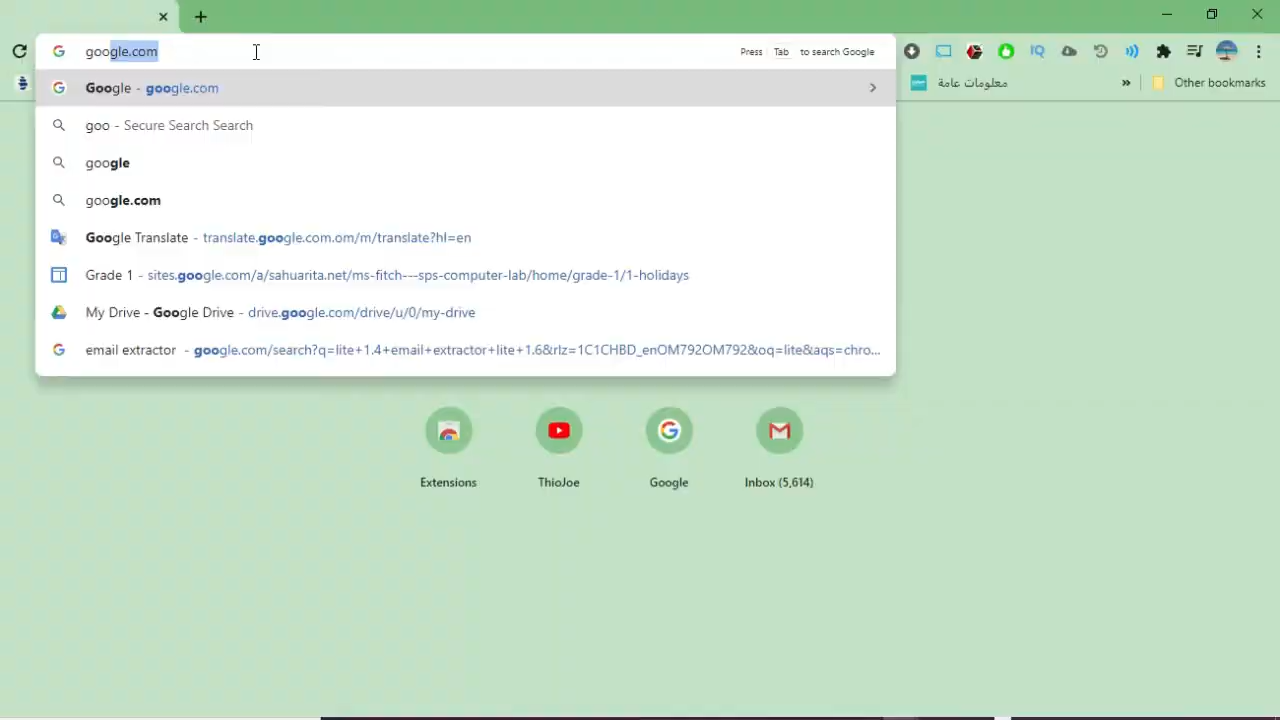 google.com
Press Tab to search Google
Google - google.com
goo - Secure Search Search
google
google.com
Google Translate - translate.google.com.om/m/translate?hl=en
Grade 1 - sites.google.com/a/sahuarita.net/ms-fitch---sps-computer-lab/home/grade-1/1-holidays
My Drive - Google Drive - drive.google.com/drive/u/0/my-drive
email extractor - google.com/search?q=lite+1.4+email+extractor+lite+1.6&rlz=1C1CHBD_enOM792OM792&oq=lite&aqs=chro...
IQ
معلومات عامة
» Other bookmarks
Extensions
ThioJoe
Google
Inbox (5,614)